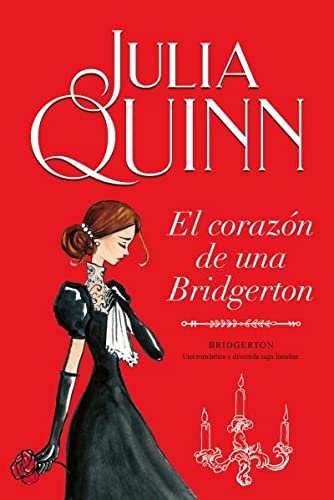 JULIA
QUINN
El corazón
de una
Bridgerton
BRIDGERTON
Una romántica y divertida saga familiar.